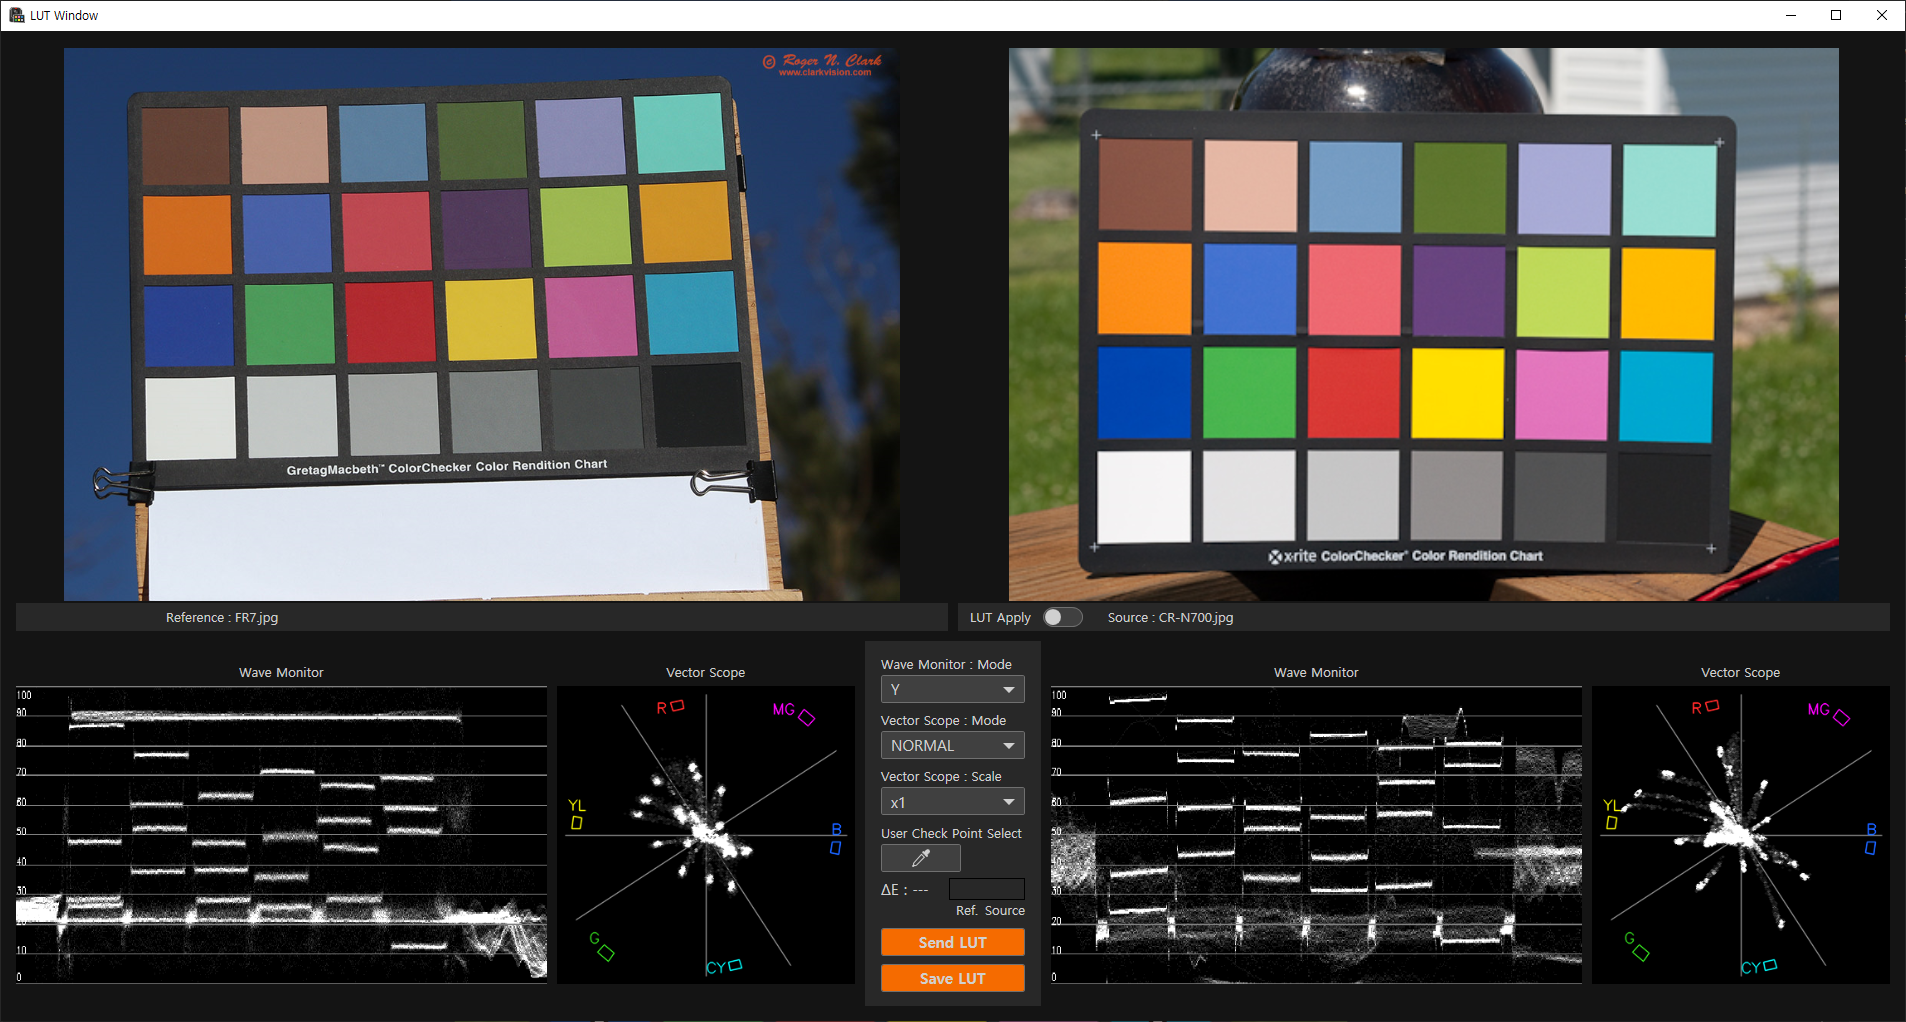 LUT Window
© Roger N. Clark
www.clarkvision.com
GretagMacbeth™ ColorChecker Color Rendition Chart
x-rite ColorChecker® Color Rendition Chart
Reference : FR7.jpg
LUT Apply
Source : CR-N700.jpg
Wave Monitor
100
90
80
70
60
50
40
30
20
10
0
Vector Scope
R
MG
YL
B
G
CY
Wave Monitor : Mode
Y
Vector Scope : Mode
NORMAL
Vector Scope : Scale
x1
User Check Point Select
ΔE : ---
Ref. Source
Send LUT
Save LUT
Wave Monitor
100
90
80
70
60
50
40
30
20
10
0
Vector Scope
R
MG
YL
B
G
CY